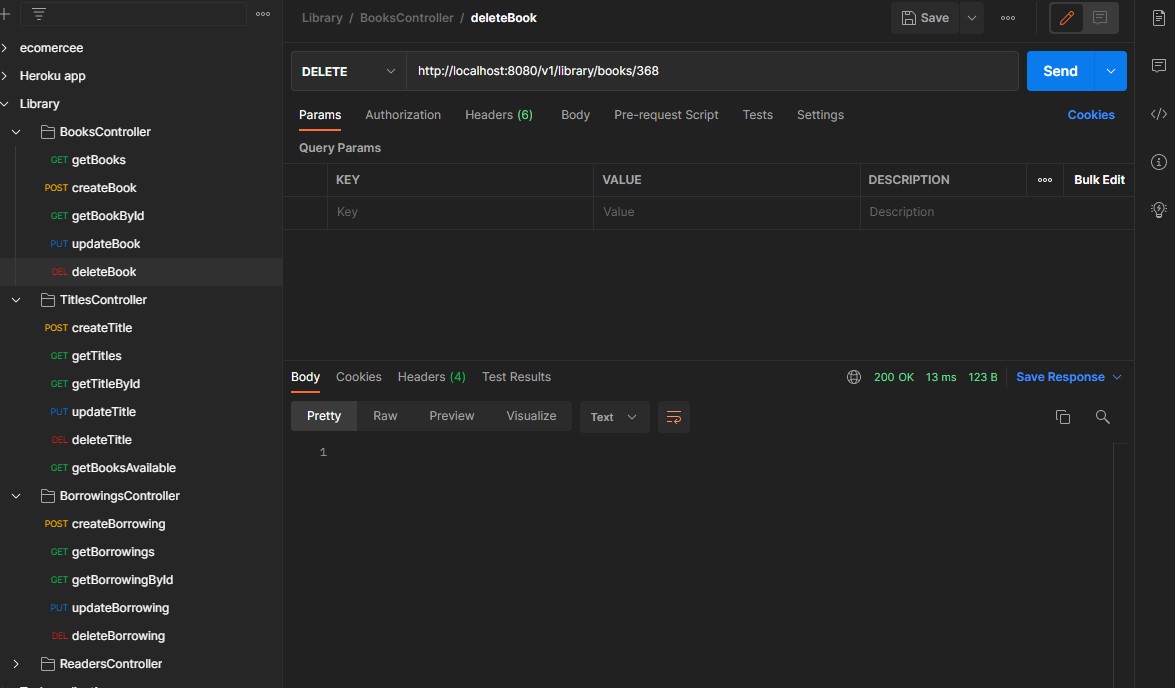 ecomercee
Heroku app
Library
BooksController
GET getBooks
POST createBook
GET getBookById
PUT updateBook
DEL deleteBook
TitlesController
POST createTitle
GET getTitles
GET getTitleById
PUT updateTitle
DEL deleteTitle
GET getBooksAvailable
BorrowingsController
POST createBorrowing
GET getBorrowings
GET getBorrowingById
PUT updateBorrowing
DEL deleteBorrowing
ReadersController
Library / BooksController / deleteBook
Save
DELETE http://localhost:8080/v1/library/books/368 Send
Params Authorization Headers (6) Body Pre-request Script Tests Settings Cookies
Query Params
KEY VALUE DESCRIPTION Bulk Edit
Key Value Description
Body Cookies Headers (4) Test Results 200 OK 13 ms 123 B Save Response
Pretty Raw Preview Visualize Text
1